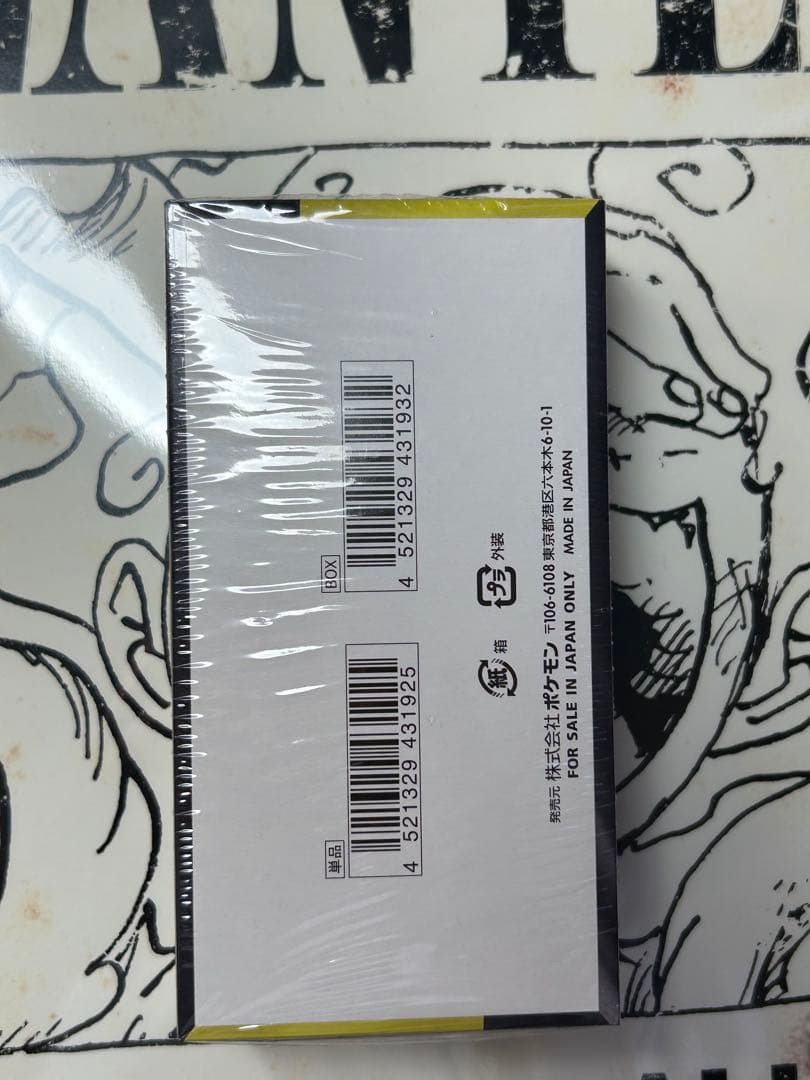 WANTE
単品
4 521329 431925
BOX
4 521329 431932
紙 箱
プラ 外装
発売元 株式会社ポケモン 〒106-6108 東京都港区六本木6-10-1
FOR SALE IN JAPAN ONLY MADE IN JAPAN